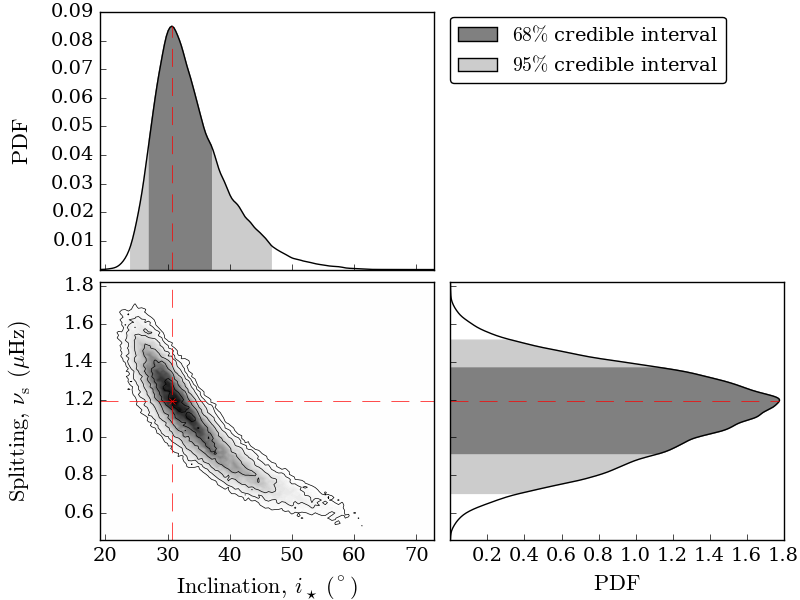 0.09
0.08
0.07
0.06
0.05
0.04
0.03
0.02
0.01
PDF
68% credible interval
95% credible interval
1.8
1.6
1.4
1.2
1.0
0.8
0.6
Splitting, νs (μHz)
20 30 40 50 60 70
Inclination, i⋆ (°)
0.2 0.4 0.6 0.8 1.0 1.2 1.4 1.6 1.8
PDF